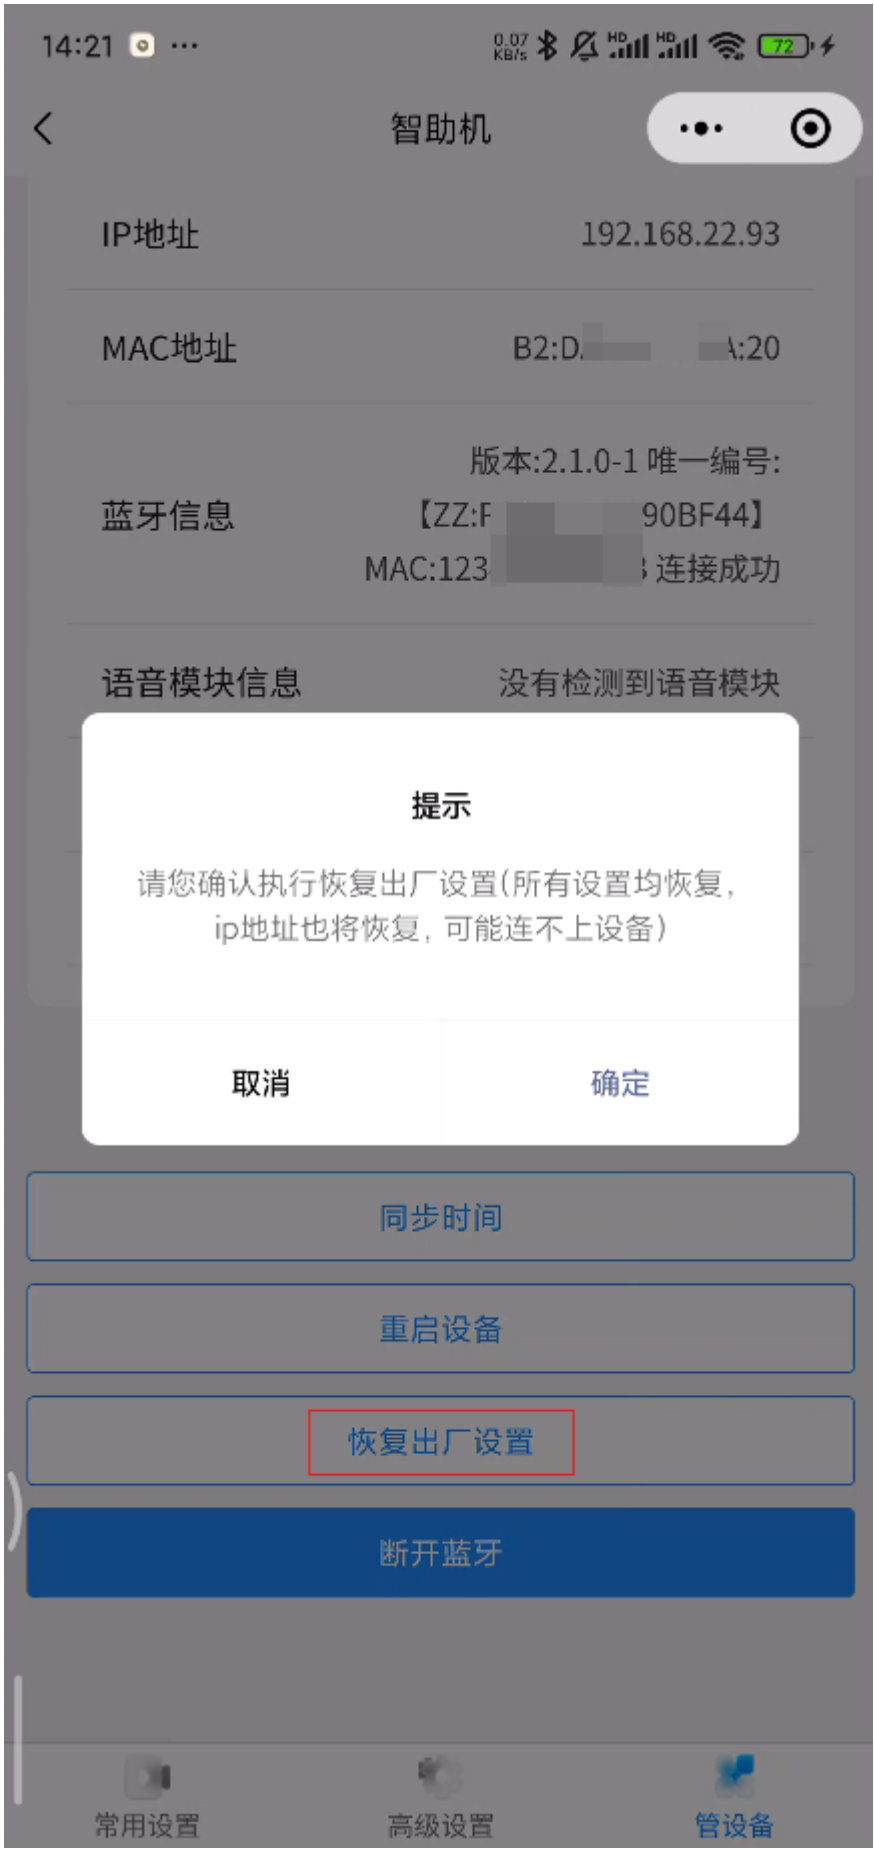 14:21
0.07 KB/s
HD
HD
72
智助机
IP地址
192.168.22.93
MAC地址
B2:D
A:20
蓝牙信息
版本:2.1.0-1 唯一编号:
【ZZ:F 90BF44】
MAC:123 连接成功
语音模块信息
没有检测到语音模块
提示
请您确认执行恢复出厂设置(所有设置均恢复,
ip地址也将恢复, 可能连不上设备)
取消
确定
同步时间
重启设备
恢复出厂设置
断开蓝牙
常用设置
高级设置
管设备